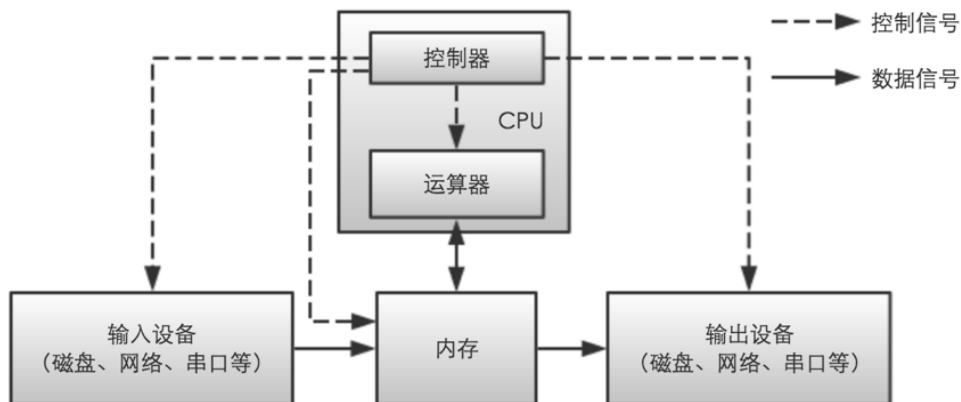 控制信号
控制器
数据信号
CPU
运算器
输入设备
（磁盘、网络、串口等）
内存
输出设备
（磁盘、网络、串口等）